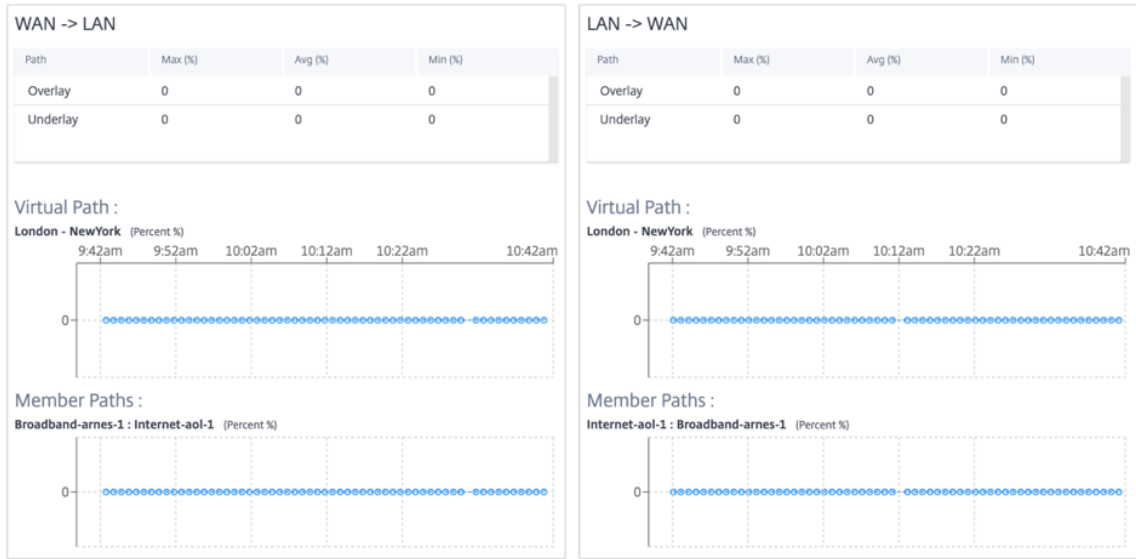 WAN -> LAN
Path Max (%) Avg (%) Min (%)
Overlay 0 0 0
Underlay 0 0 0
Virtual Path :
London - NewYork (Percent %)
9:42am 9:52am 10:02am 10:12am 10:22am 10:42am
0
Member Paths :
Broadband-arnes-1 : Internet-aol-1 (Percent %)
0
LAN -> WAN
Path Max (%) Avg (%) Min (%)
Overlay 0 0 0
Underlay 0 0 0
Virtual Path :
London - NewYork (Percent %)
9:42am 9:52am 10:02am 10:12am 10:22am 10:42am
0
Member Paths :
Internet-aol-1 : Broadband-arnes-1 (Percent %)
0